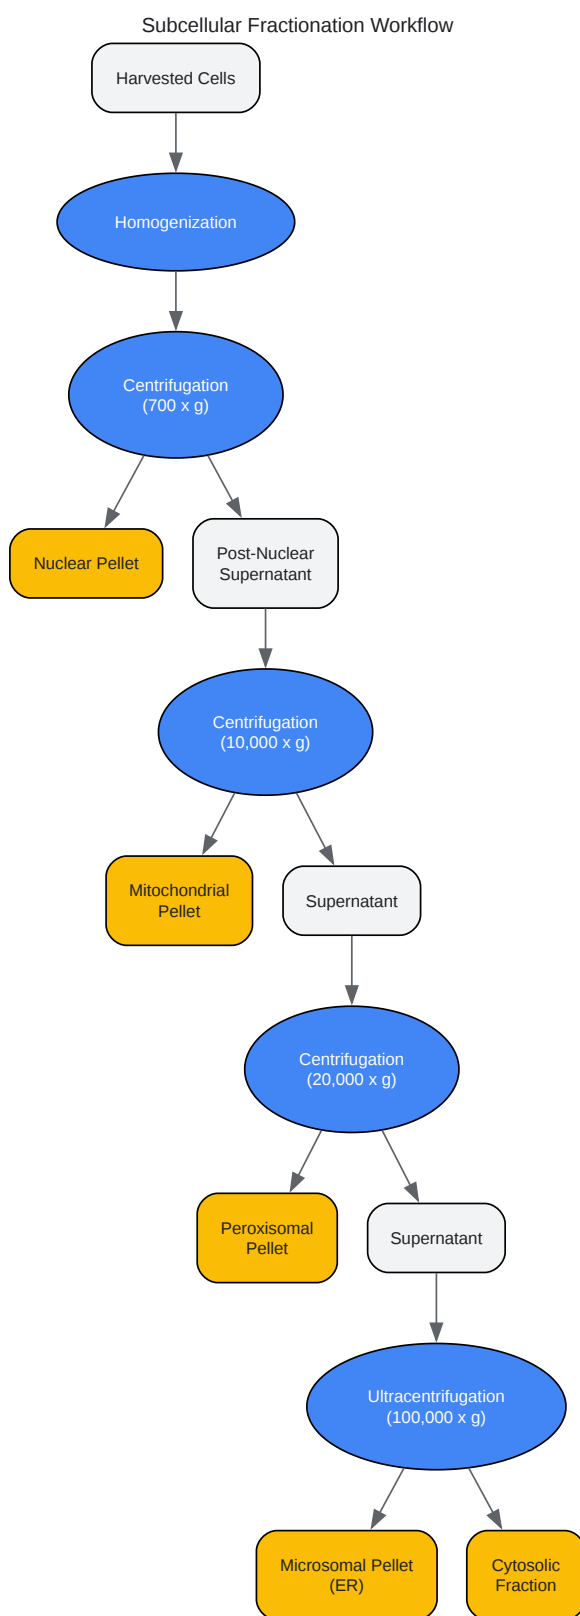 Subcellular Fractionation Workflow
Harvested Cells
Homogenization
Centrifugation
(700 x g)
Nuclear Pellet
Post-Nuclear
Supernatant
Centrifugation
(10,000 x g)
Mitochondrial
Pellet
Supernatant
Centrifugation
(20,000 x g)
Peroxisomal
Pellet
Supernatant
Ultracentrifugation
(100,000 x g)
Microsomal Pellet
(ER)
Cytosolic
Fraction